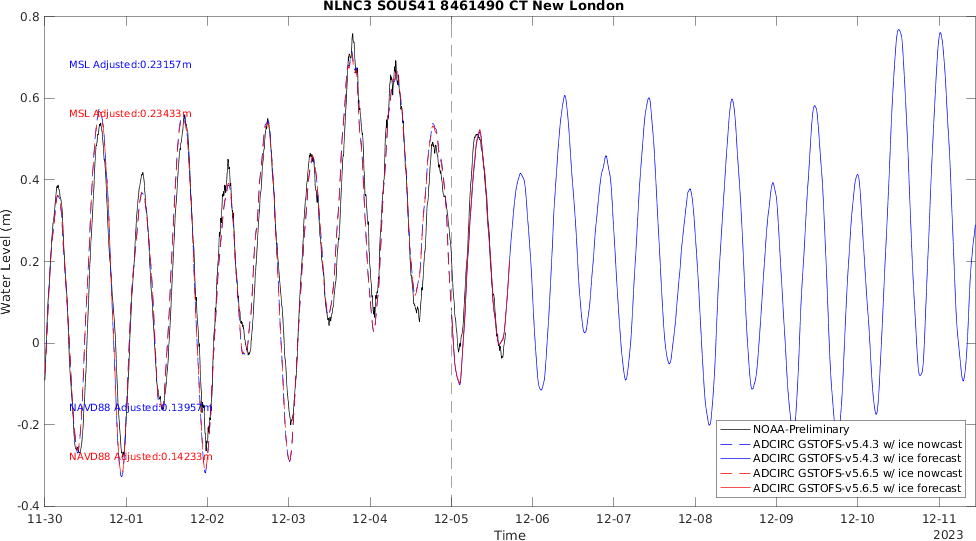 NLNC3 SOUS41 8461490 CT New London
0.8
0.6
0.4
0.2
0
-0.2
-0.4
Water Level (m)
MSL Adjusted:0.23157m
MSL Adjusted:0.23433m
NAVD88 Adjusted:0.13957m
NAVD88 Adjusted:0.14233m
NOAA-Preliminary
ADCIRC GSTOFS-v5.4.3 w/ ice nowcast
ADCIRC GSTOFS-v5.4.3 w/ ice forecast
ADCIRC GSTOFS-v5.6.5 w/ ice nowcast
ADCIRC GSTOFS-v5.6.5 w/ ice forecast
11-30 12-01 12-02 12-03 12-04 12-05 12-06 12-07 12-08 12-09 12-10 12-11
Time
2023